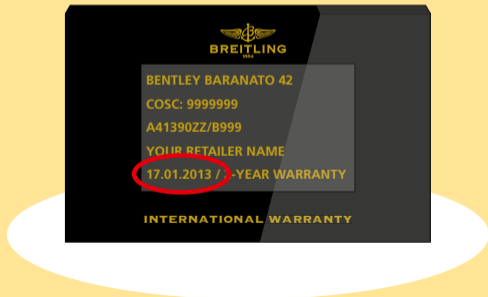 BREITLING
1884
BENTLEY BARANATO 42
COSC: 9999999
A41390ZZ/B999
YOUR RETAILER NAME
17.01.2013 / -YEAR WARRANTY
INTERNATIONAL WARRANTY